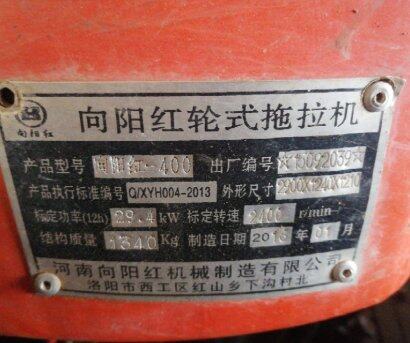 向阳红
向阳红轮式拖拉机
产品型号 向阳红-400 出厂编号 ☆15092039☆
产品执行标准编号 Q/XYH004-2013 外形尺寸 2900X1240X1210
标定功率(12h) 29.4 kW 标定转速 2400 r/min
结构质量 1340 Kg 制造日期 2016 年 01 月
河南向阳红机械制造有限公司
洛阳市西工区红山乡下沟村北